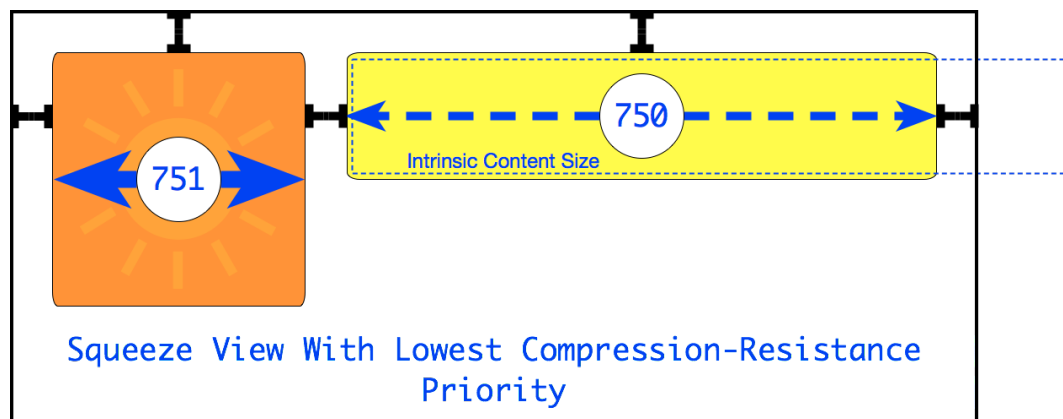 750
Intrinsic Content Size
751
Squeeze View With Lowest Compression-Resistance
Priority